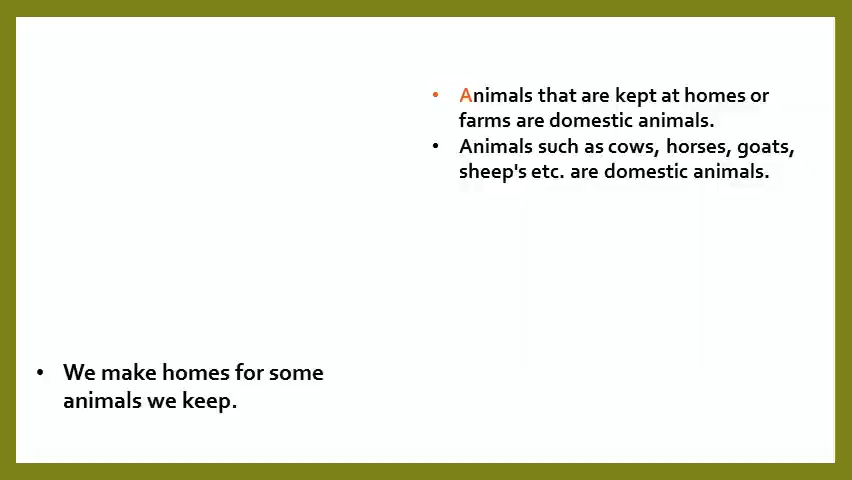 • Animals that are kept at homes or
farms are domestic animals.
• Animals such as cows, horses, goats,
sheep's etc. are domestic animals.
• We make homes for some
animals we keep.